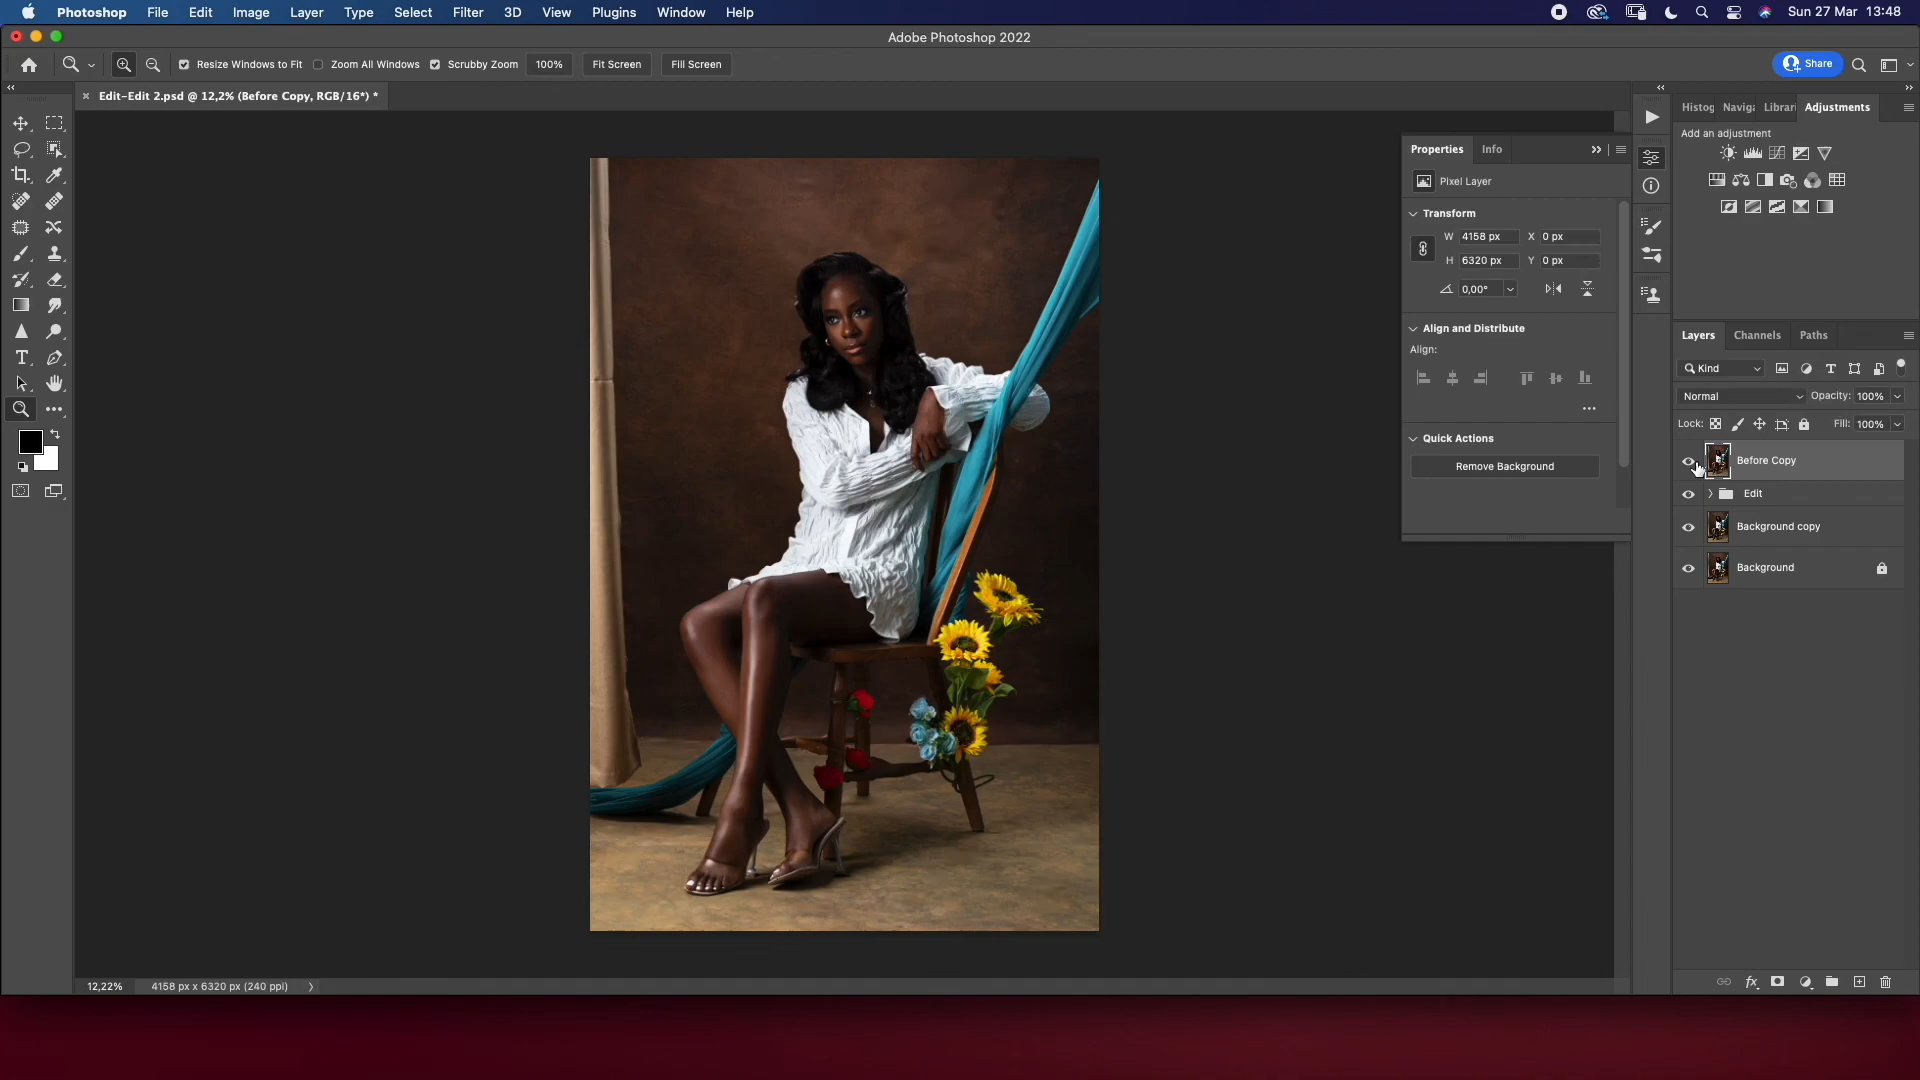 Photoshop File Edit Image Layer Type Select Filter 3D View Plugins Window Help Sun 27 Mar 13:48
Adobe Photoshop 2022
Resize Windows to Fit Zoom All Windows Scrubby Zoom 100% Fit Screen Fill Screen Share
Edit-Edit 2.psd @ 12,2% (Before Copy, RGB/16*) *
Histog Naviga Librari Adjustments
Add an adjustment
Properties Info
Pixel Layer
Transform
W 4158 px X 0 px
H 6320 px Y 0 px
0,00°
Align and Distribute
Align:
Quick Actions
Remove Background
Layers Channels Paths
Kind
Normal Opacity: 100%
Lock: Fill: 100%
Before Copy
Edit
Background copy
Background
12,22% 4158 px x 6320 px (240 ppi)